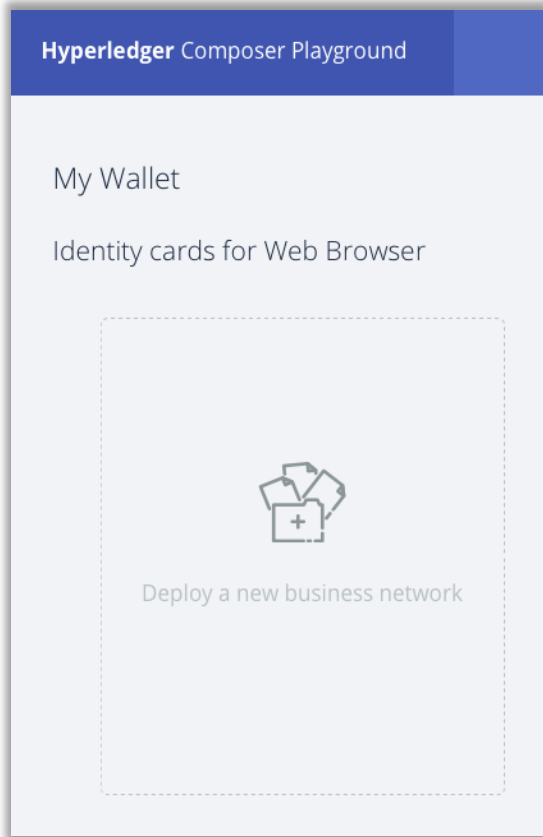 Hyperledger Composer Playground
My Wallet
Identity cards for Web Browser
Deploy a new business network